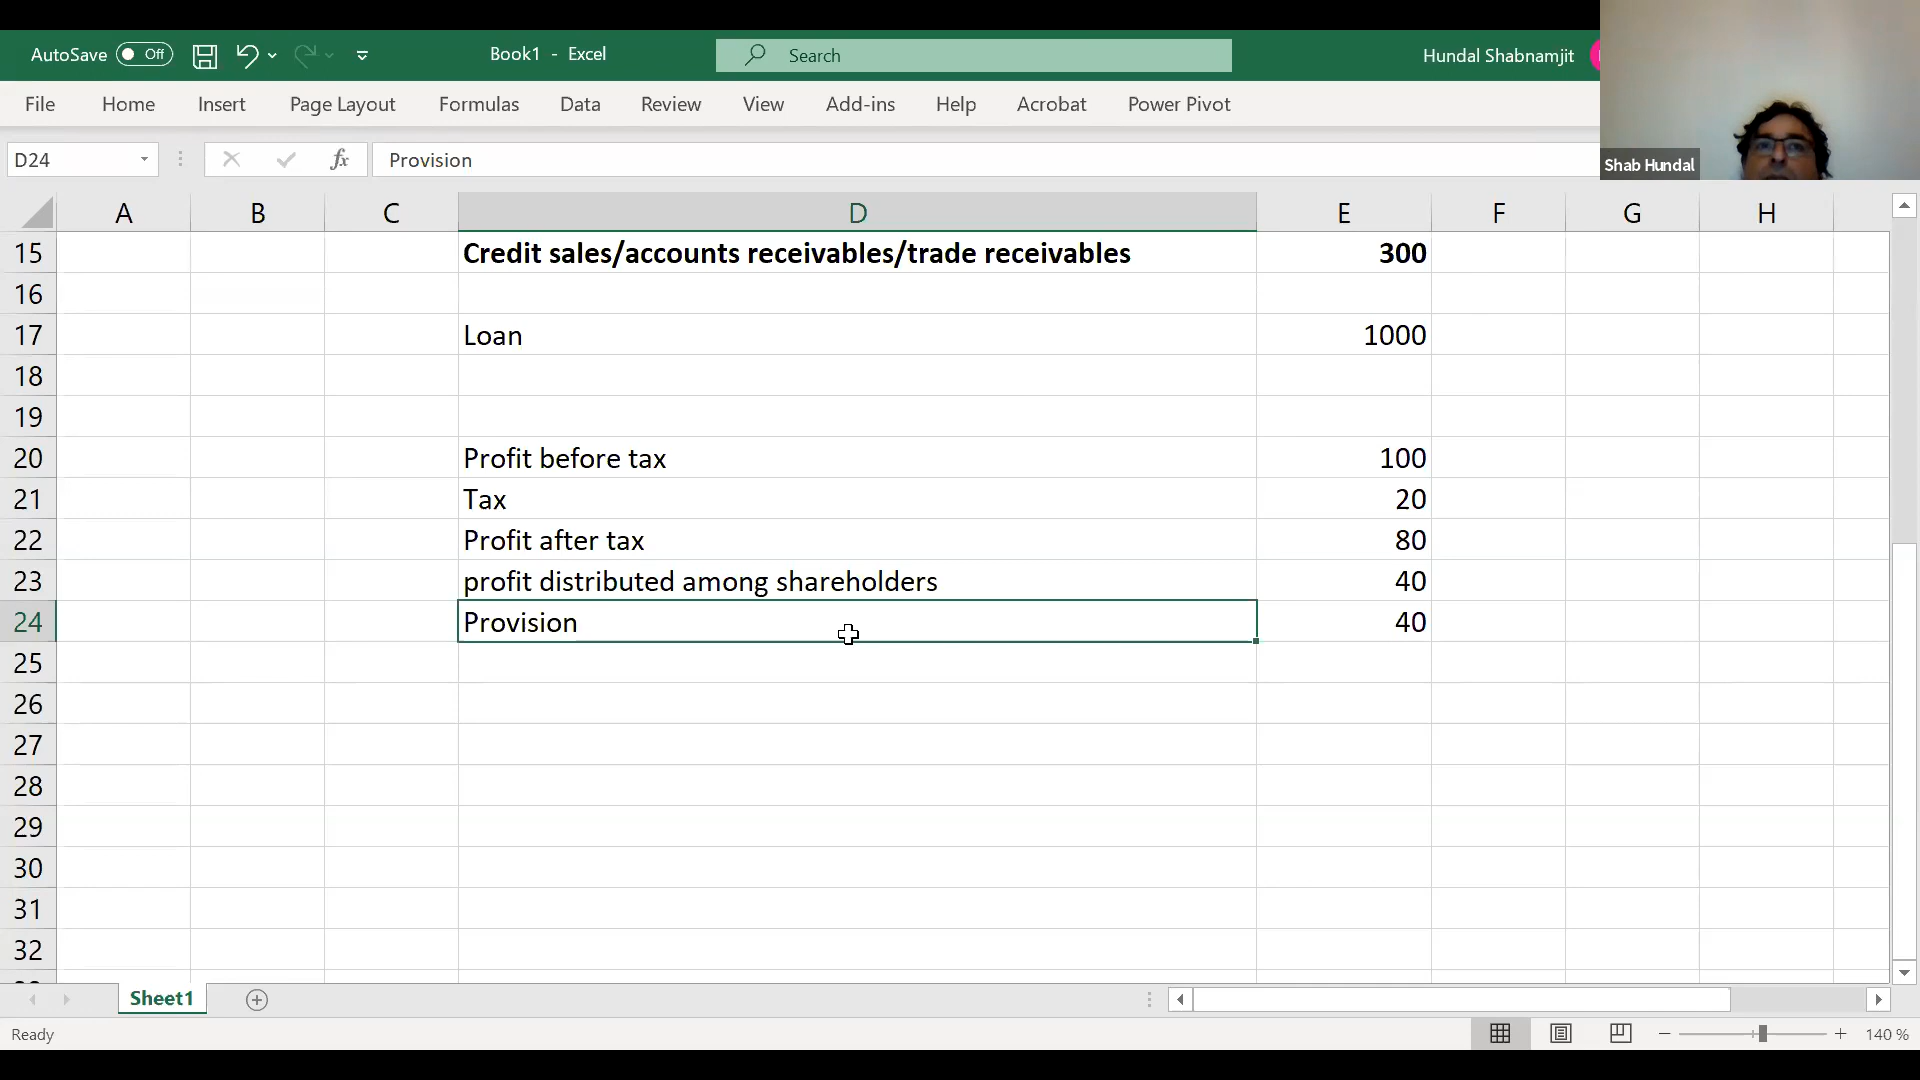 AutoSave Off Book1 - Excel Search Hundal Shabnamjit
File Home Insert Page Layout Formulas Data Review View Add-ins Help Acrobat Power Pivot
Shab Hundal
D24 fx Provision
A B C D E F G H
15 Credit sales/accounts receivables/trade receivables 300
16
17 Loan 1000
18
19
20 Profit before tax 100
21 Tax 20
22 Profit after tax 80
23 profit distributed among shareholders 40
24 Provision 40
25
26
27
28
29
30
31
32
Sheet1
Ready 140 %